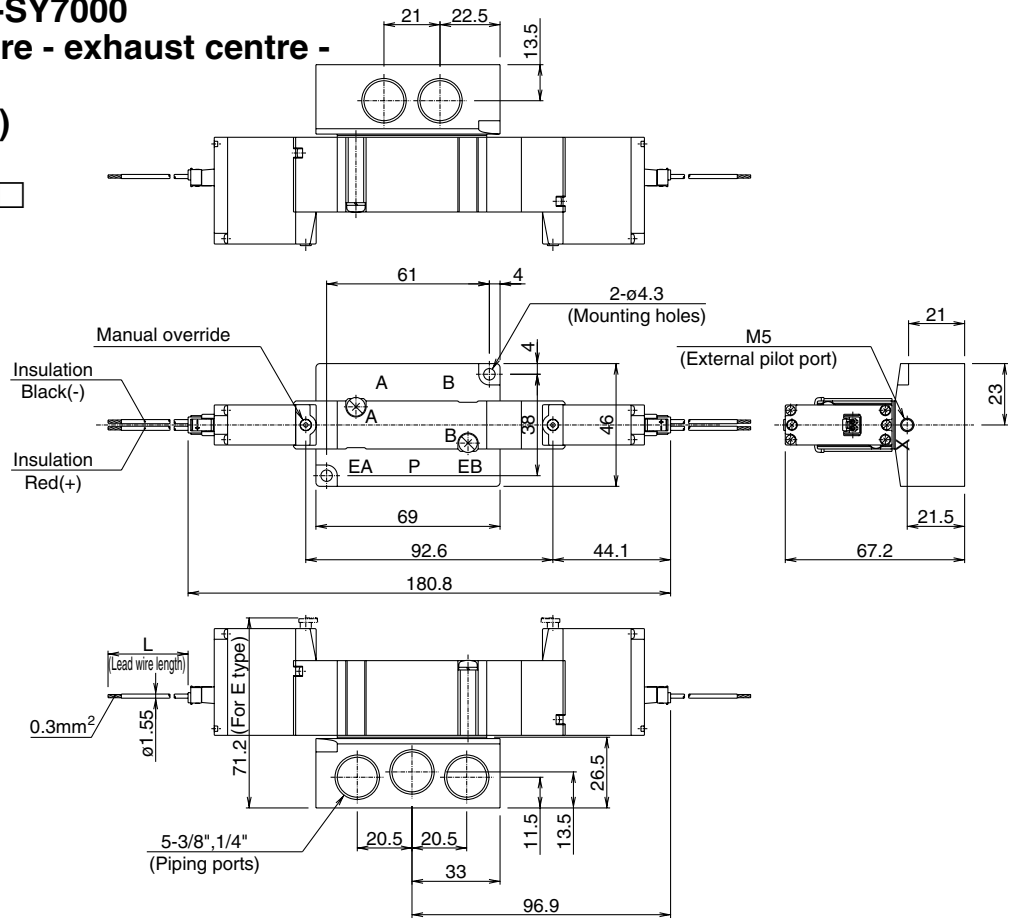 -SY7000
re - exhaust centre -
)
21
22.5
13.5
61
4
2-ø4.3
(Mounting holes)
4
M5
(External pilot port)
21
Manual override
Insulation
Black(-)
Insulation
Red(+)
A B
A
B
EA P EB
38
46
X
23
69
21.5
92.6
44.1
67.2
180.8
L
(Lead wire length)
0.3mm²
ø1.55
71.2 (For E type)
26.5
11.5
13.5
5-3/8",1/4"
(Piping ports)
20.5
20.5
33
96.9